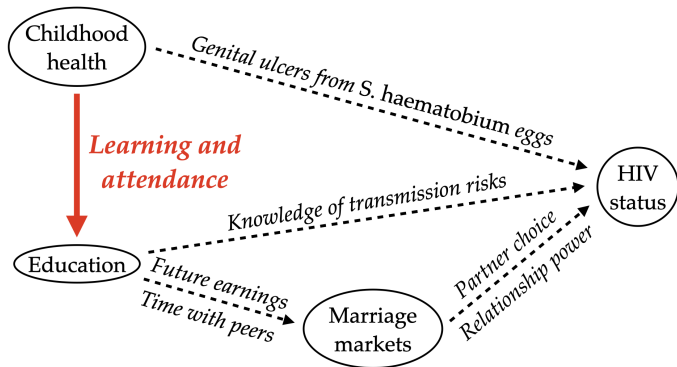 Childhood
health
Genital ulcers from S. haematobium eggs
Learning and
attendance
HIV
status
Knowledge of transmission risks
Education
Future earnings
Time with peers
Partner choice
Relationship power
Marriage
markets